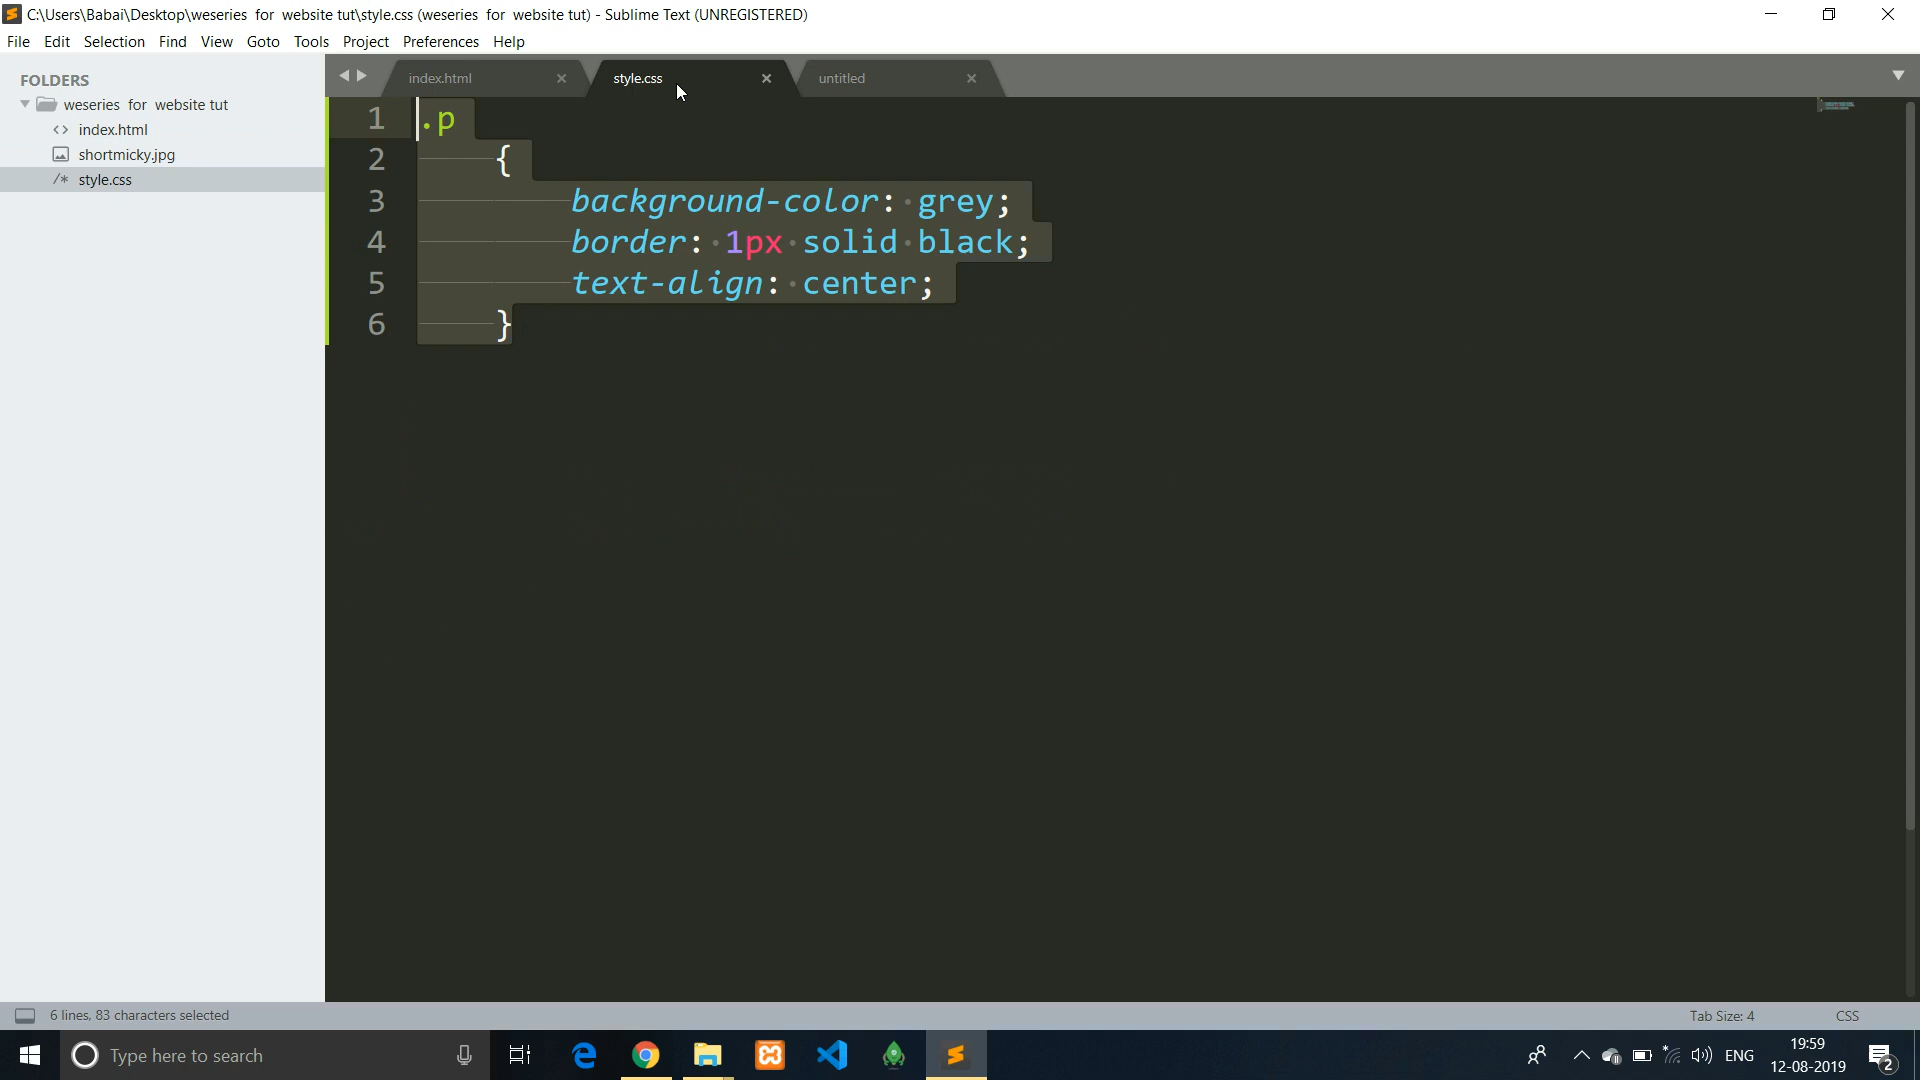 C:\Users\Babai\Desktop\weseries for website tut\style.css (weseries for website tut) - Sublime Text (UNREGISTERED)
File Edit Selection Find View Goto Tools Project Preferences Help
FOLDERS
weseries for website tut
<> index.html
shortmicky.jpg
/* style.css
index.html style.css untitled
1 .p
2 {
3 background-color: grey;
4 border: 1px solid black;
5 text-align: center;
6 }
6 lines, 83 characters selected Tab Size: 4 CSS
Type here to search ENG 19:59
12-08-2019 2